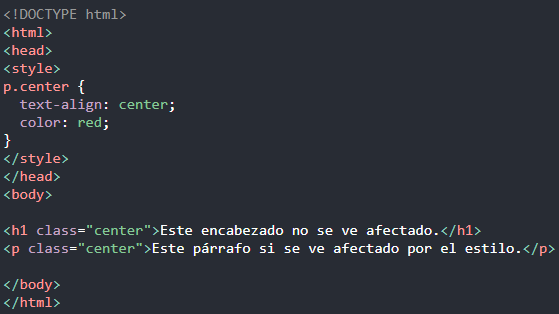 <!DOCTYPE html>
<html>
<head>
<style>
p.center {
  text-align: center;
  color: red;
}
</style>
</head>
<body>

<h1 class="center">Este encabezado no se ve afectado.</h1>
<p class="center">Este párrafo si se ve afectado por el estilo.</p>

</body>
</html>